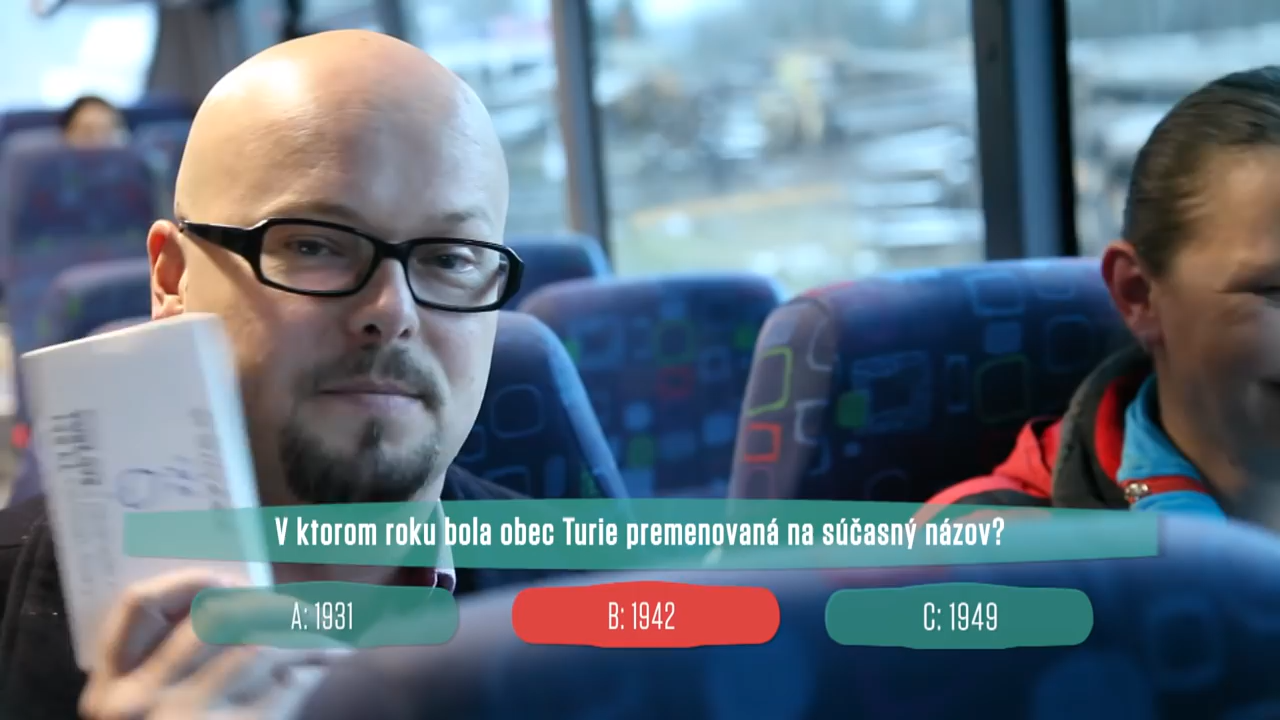 V ktorom roku bola obec Turie premenovaná na súčasný názov?
A: 1931
B: 1942
C: 1949